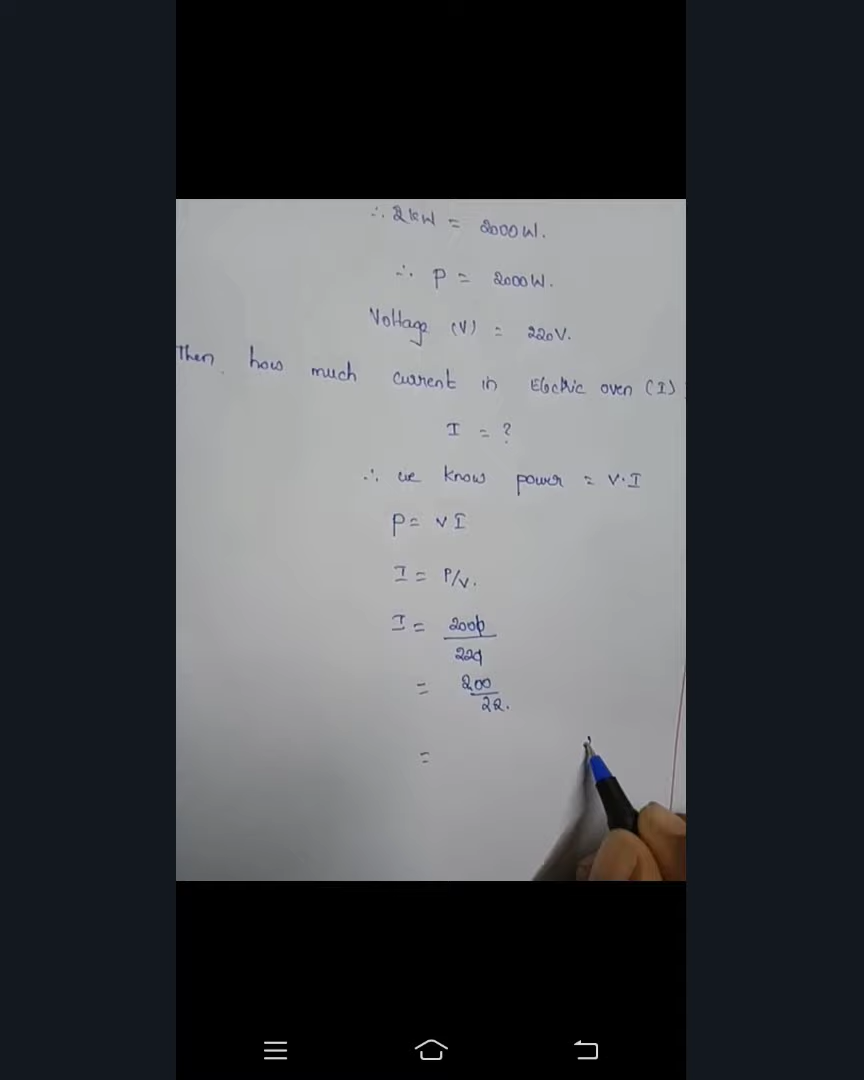 ∴ 2kW = 2000W.
∴ P = 2000W.
Voltage (V) = 220V.
Then, how much current in Electric oven (I)
I = ?
∴ we know power = V.I
P = VI
I = P/V.
I = 2000/220
= 200/22.
=